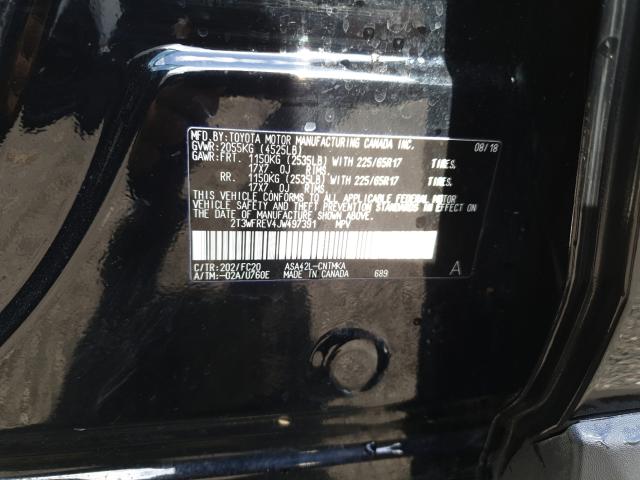 MFD.BY:TOYOTA MOTOR MANUFACTURING CANADA INC.
GVWR:2055KG (4525LB) 08/18
GAWR:FRT. 1150KG (2535LB) WITH 225/65R17 TIRES,
17X7.0J RIMS
RR. 1150KG (2535LB) WITH 225/65R17 TIRES,
17X7.0J RIMS
THIS VEHICLE CONFORMS TO ALL APPLICABLE FEDERAL MOTOR
VEHICLE SAFETY AND THEFT PREVENTION STANDARDS IN EFFECT
ON THE DATE OF MANUFACTURE SHOWN ABOVE.
2T3WFREV4JW497391 MPV
C/TR:202/FC20 ASA42L-CNTMKA
A/TM:-02A/U760E MADE IN CANADA 689 A